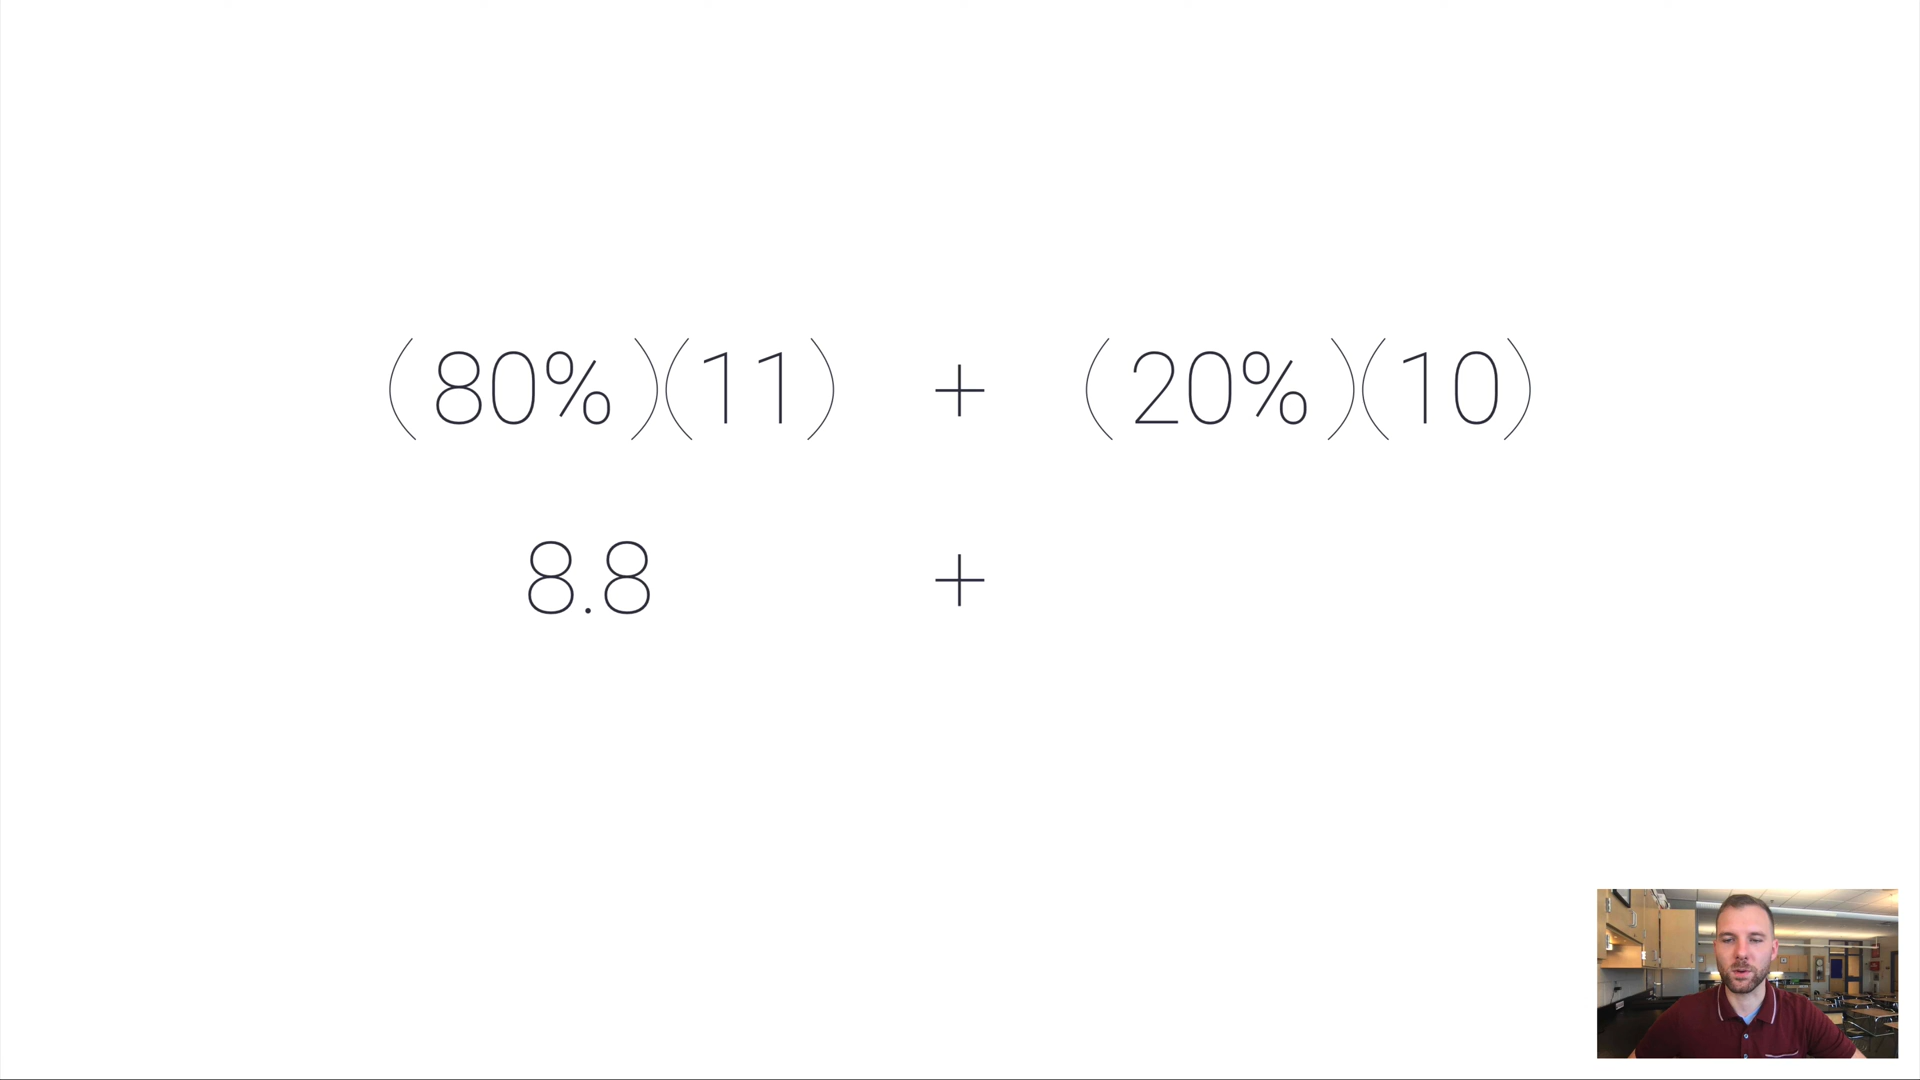 (80%)(11) + (20%)(10)
8.8 +